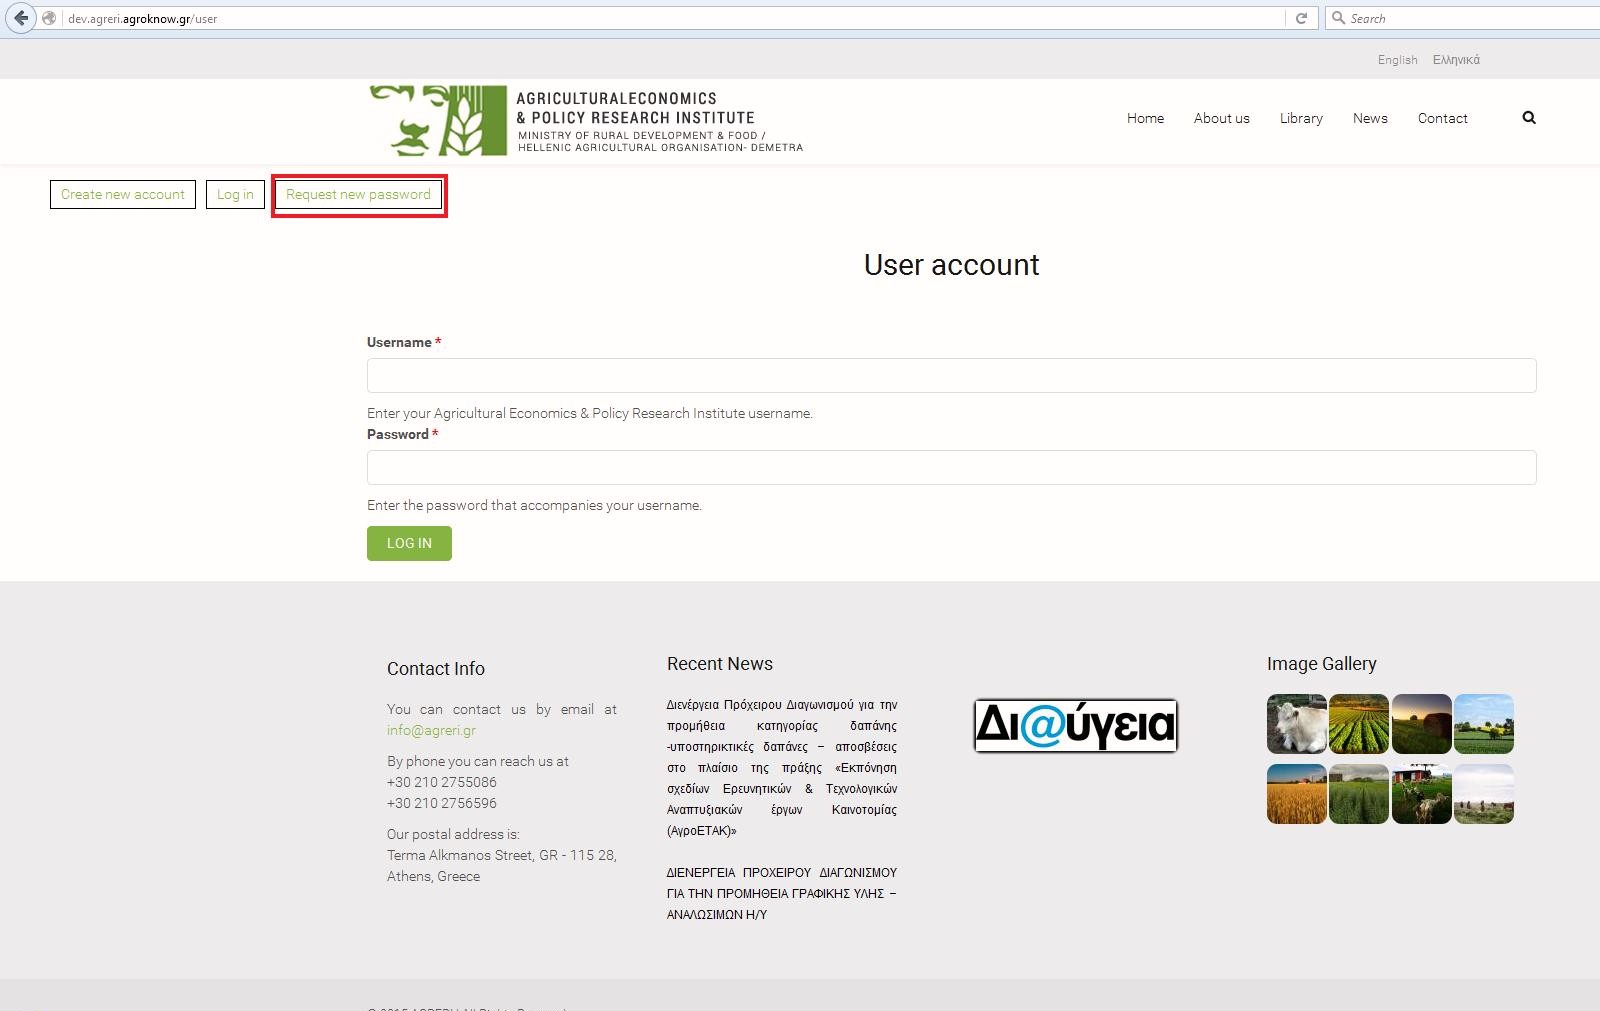 dev.agreri.agroknow.gr/user
Search
English Ελληνικά
AGRICULTURALECONOMICS
& POLICY RESEARCH INSTITUTE
MINISTRY OF RURAL DEVELOPMENT & FOOD /
HELLENIC AGRICULTURAL ORGANISATION- DEMETRA
Home About us Library News Contact
Create new account Log in Request new password
User account
Username *
Enter your Agricultural Economics & Policy Research Institute username.
Password *
Enter the password that accompanies your username.
LOG IN
Contact Info
You can contact us by email at
info@agreri.gr
By phone you can reach us at
+30 210 2755086
+30 210 2756596
Our postal address is:
Terma Alkmanos Street, GR - 115 28,
Athens, Greece
Recent News
Διενέργεια Πρόχειρου Διαγωνισμού για την
προμήθεια κατηγορίας δαπάνης
-υποστηρικτικές δαπάνες – αποσβέσεις
στο πλαίσιο της πράξης «Εκπόνηση
σχεδίων Ερευνητικών & Τεχνολογικών
Αναπτυξιακών έργων Καινοτομίας
(ΑγροΕΤΑΚ)»
ΔΙΕΝΕΡΓΕΙΑ ΠΡΟΧΕΙΡΟΥ ΔΙΑΓΩΝΙΣΜΟΥ
ΓΙΑ ΤΗΝ ΠΡΟΜΗΘΕΙΑ ΓΡΑΦΙΚΗΣ ΥΛΗΣ –
ΑΝΑΛΩΣΙΜΩΝ Η/Υ
Δι@ύγεια
Image Gallery